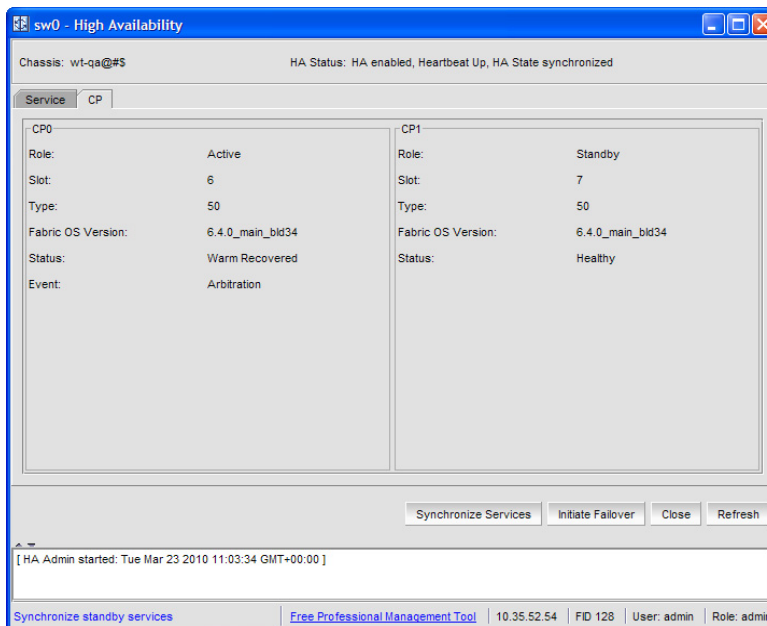 sw0 - High Availability
Chassis: wt-qa@#$ HA Status: HA enabled, Heartbeat Up, HA State synchronized
Service CP
CP0 CP1
Role: Active Role: Standby
Slot: 6 Slot: 7
Type: 50 Type: 50
Fabric OS Version: 6.4.0_main_bld34 Fabric OS Version: 6.4.0_main_bld34
Status: Warm Recovered Status: Healthy
Event: Arbitration
Synchronize Services Initiate Failover Close Refresh
[ HA Admin started: Tue Mar 23 2010 11:03:34 GMT+00:00 ]
Synchronize standby services Free Professional Management Tool 10.35.52.54 FID 128 User: admin Role: admin